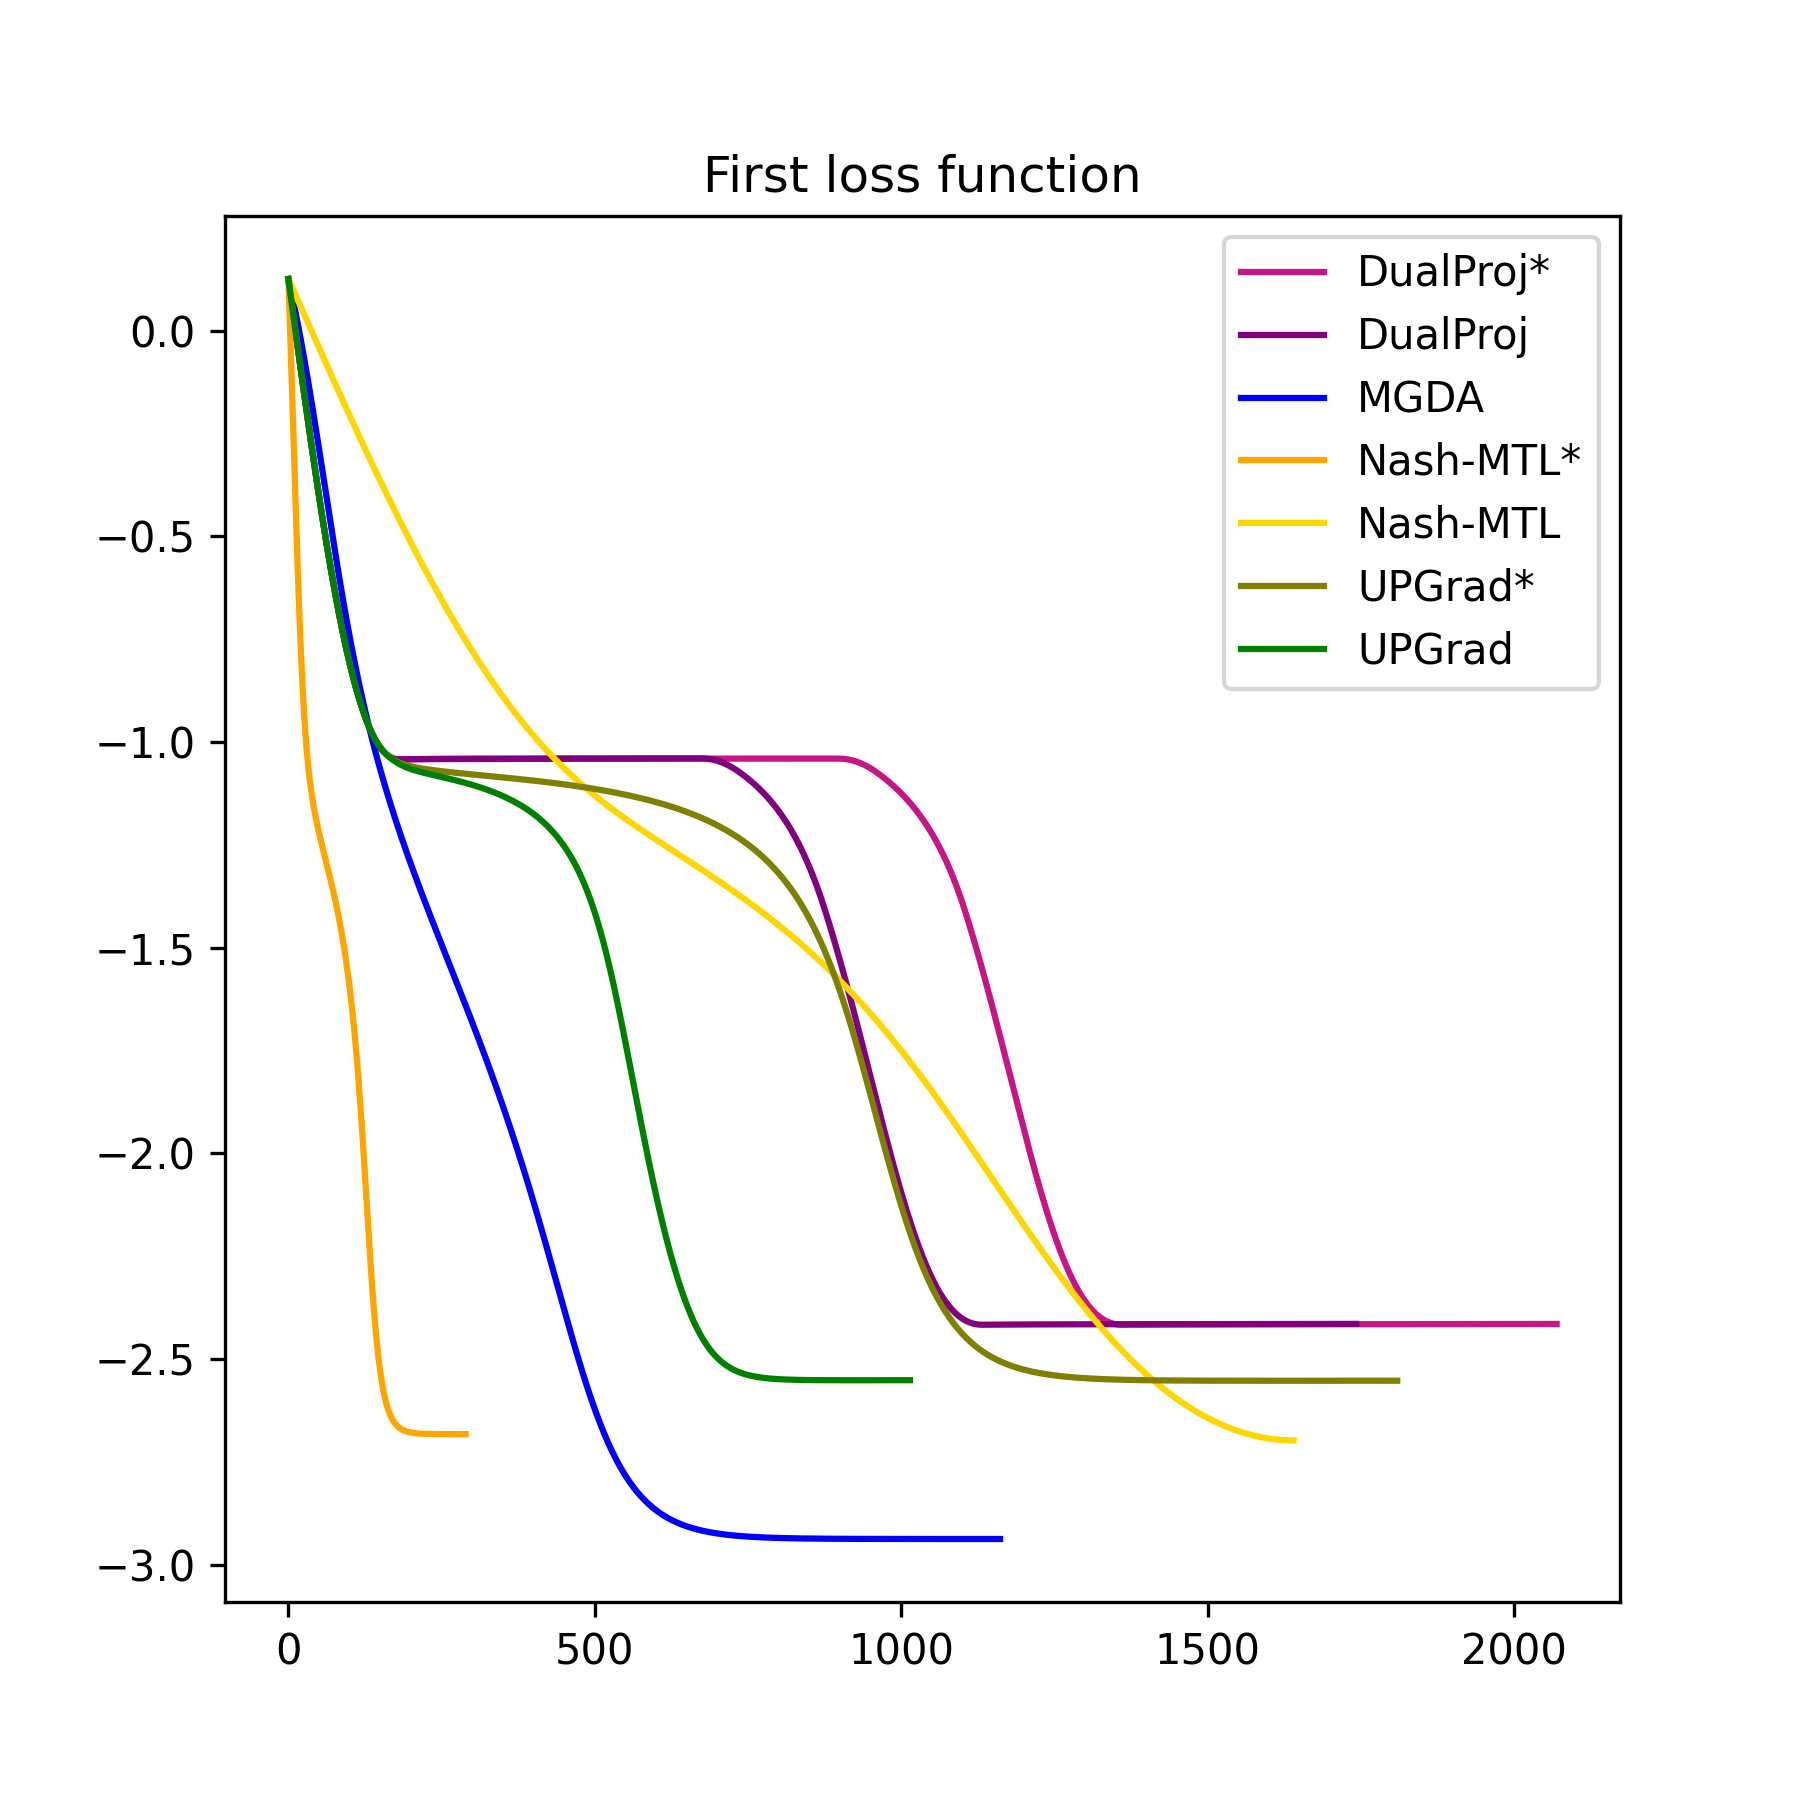 First loss function
DualProj*
DualProj
MGDA
Nash-MTL*
Nash-MTL
UPGrad*
UPGrad
0.0
−0.5
−1.0
−1.5
−2.0
−2.5
−3.0
0 500 1000 1500 2000